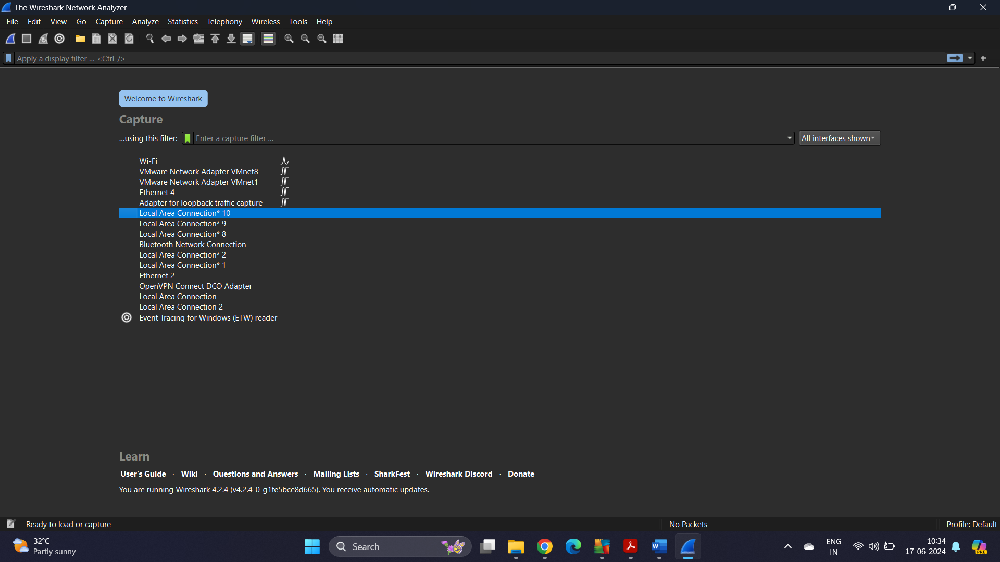 The Wireshark Network Analyzer
File Edit View Go Capture Analyze Statistics Telephony Wireless Tools Help
Apply a display filter ... <Ctrl-/>
Welcome to Wireshark
Capture
...using this filter: Enter a capture filter ... All interfaces shown
Wi-Fi
VMware Network Adapter VMnet8
VMware Network Adapter VMnet1
Ethernet 4
Adapter for loopback traffic capture
Local Area Connection* 10
Local Area Connection* 9
Local Area Connection* 8
Bluetooth Network Connection
Local Area Connection* 2
Local Area Connection* 1
Ethernet 2
OpenVPN Connect DCO Adapter
Local Area Connection
Local Area Connection 2
Event Tracing for Windows (ETW) reader
Learn
User's Guide · Wiki · Questions and Answers · Mailing Lists · SharkFest · Wireshark Discord · Donate
You are running Wireshark 4.2.4 (v4.2.4-0-g1fe5bce8d665). You receive automatic updates.
Ready to load or capture No Packets Profile: Default
32°C
Partly sunny
Search
W
ENG
IN
10:34
17-06-2024
PRE